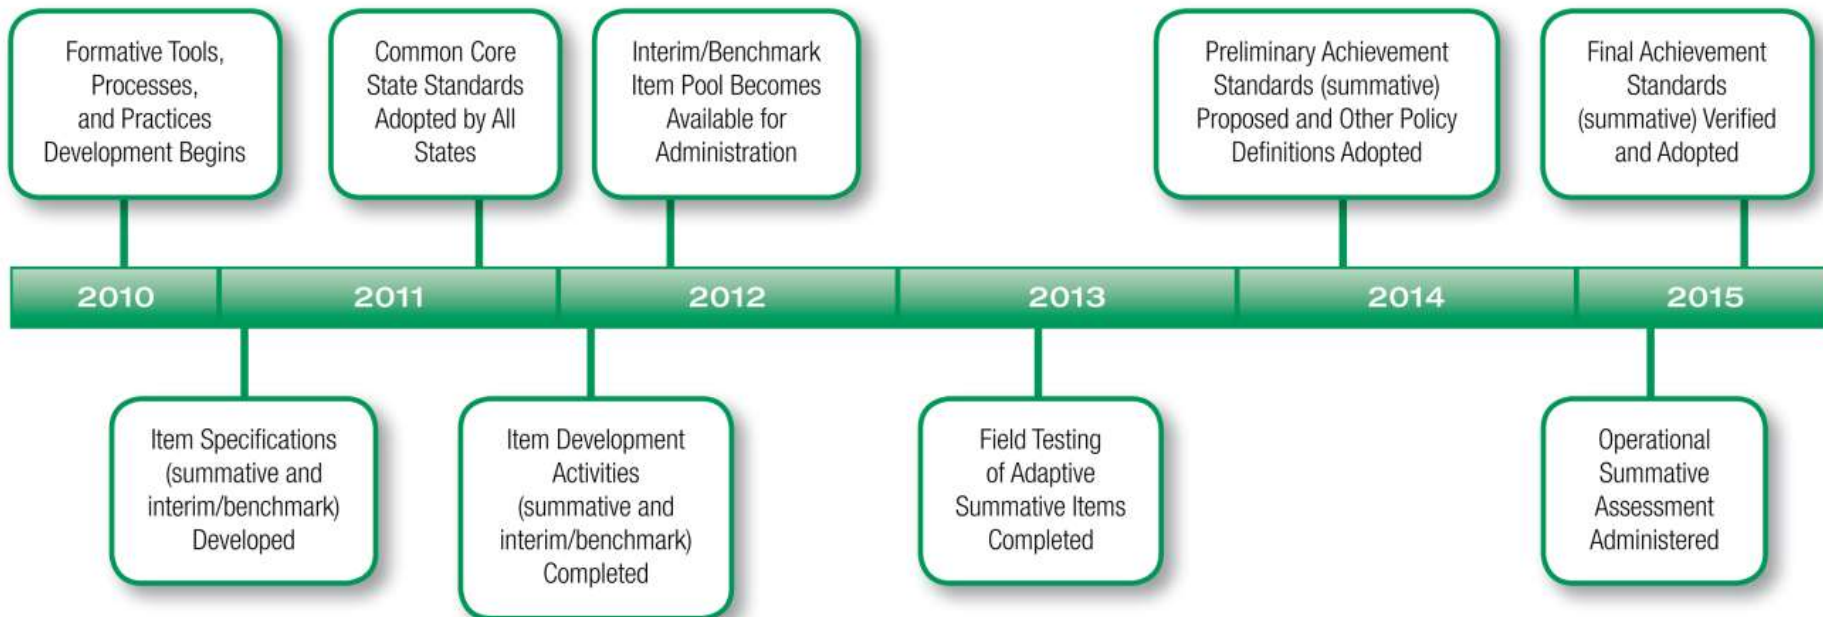 Formative Tools,
Processes,
and Practices
Development Begins
Common Core
State Standards
Adopted by All
States
Interim/Benchmark
Item Pool Becomes
Available for
Administration
Preliminary Achievement
Standards (summative)
Proposed and Other Policy
Definitions Adopted
Final Achievement
Standards
(summative) Verified
and Adopted
2010
2011
2012
2013
2014
2015
Item Specifications
(summative and
interim/benchmark)
Developed
Item Development
Activities
(summative and
interim/benchmark)
Completed
Field Testing
of Adaptive
Summative Items
Completed
Operational
Summative
Assessment
Administered